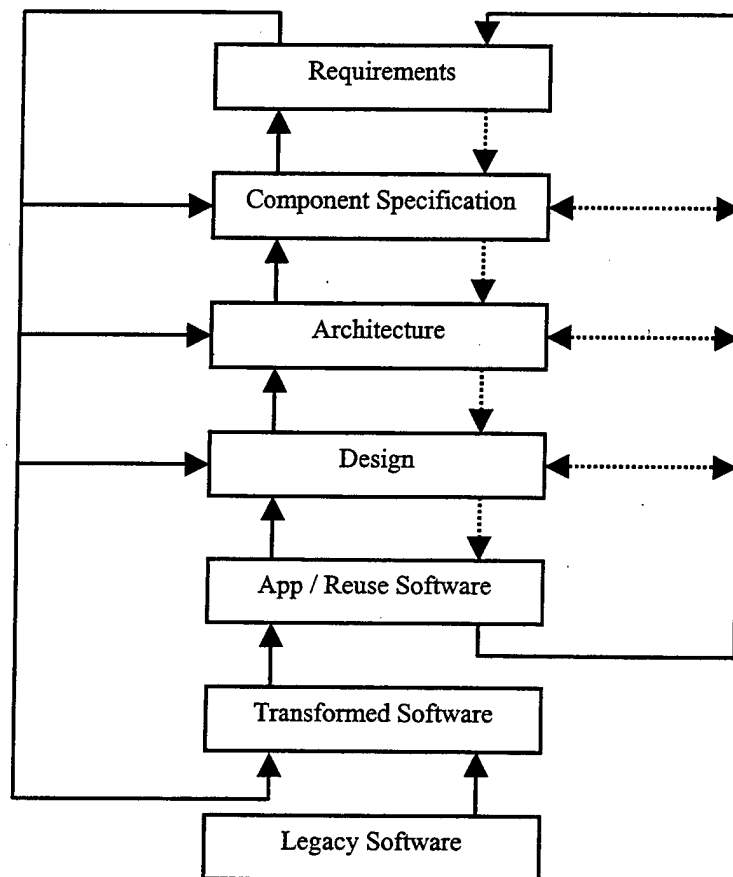 Requirements
Component Specification
Architecture
Design
App / Reuse Software
Transformed Software
Legacy Software